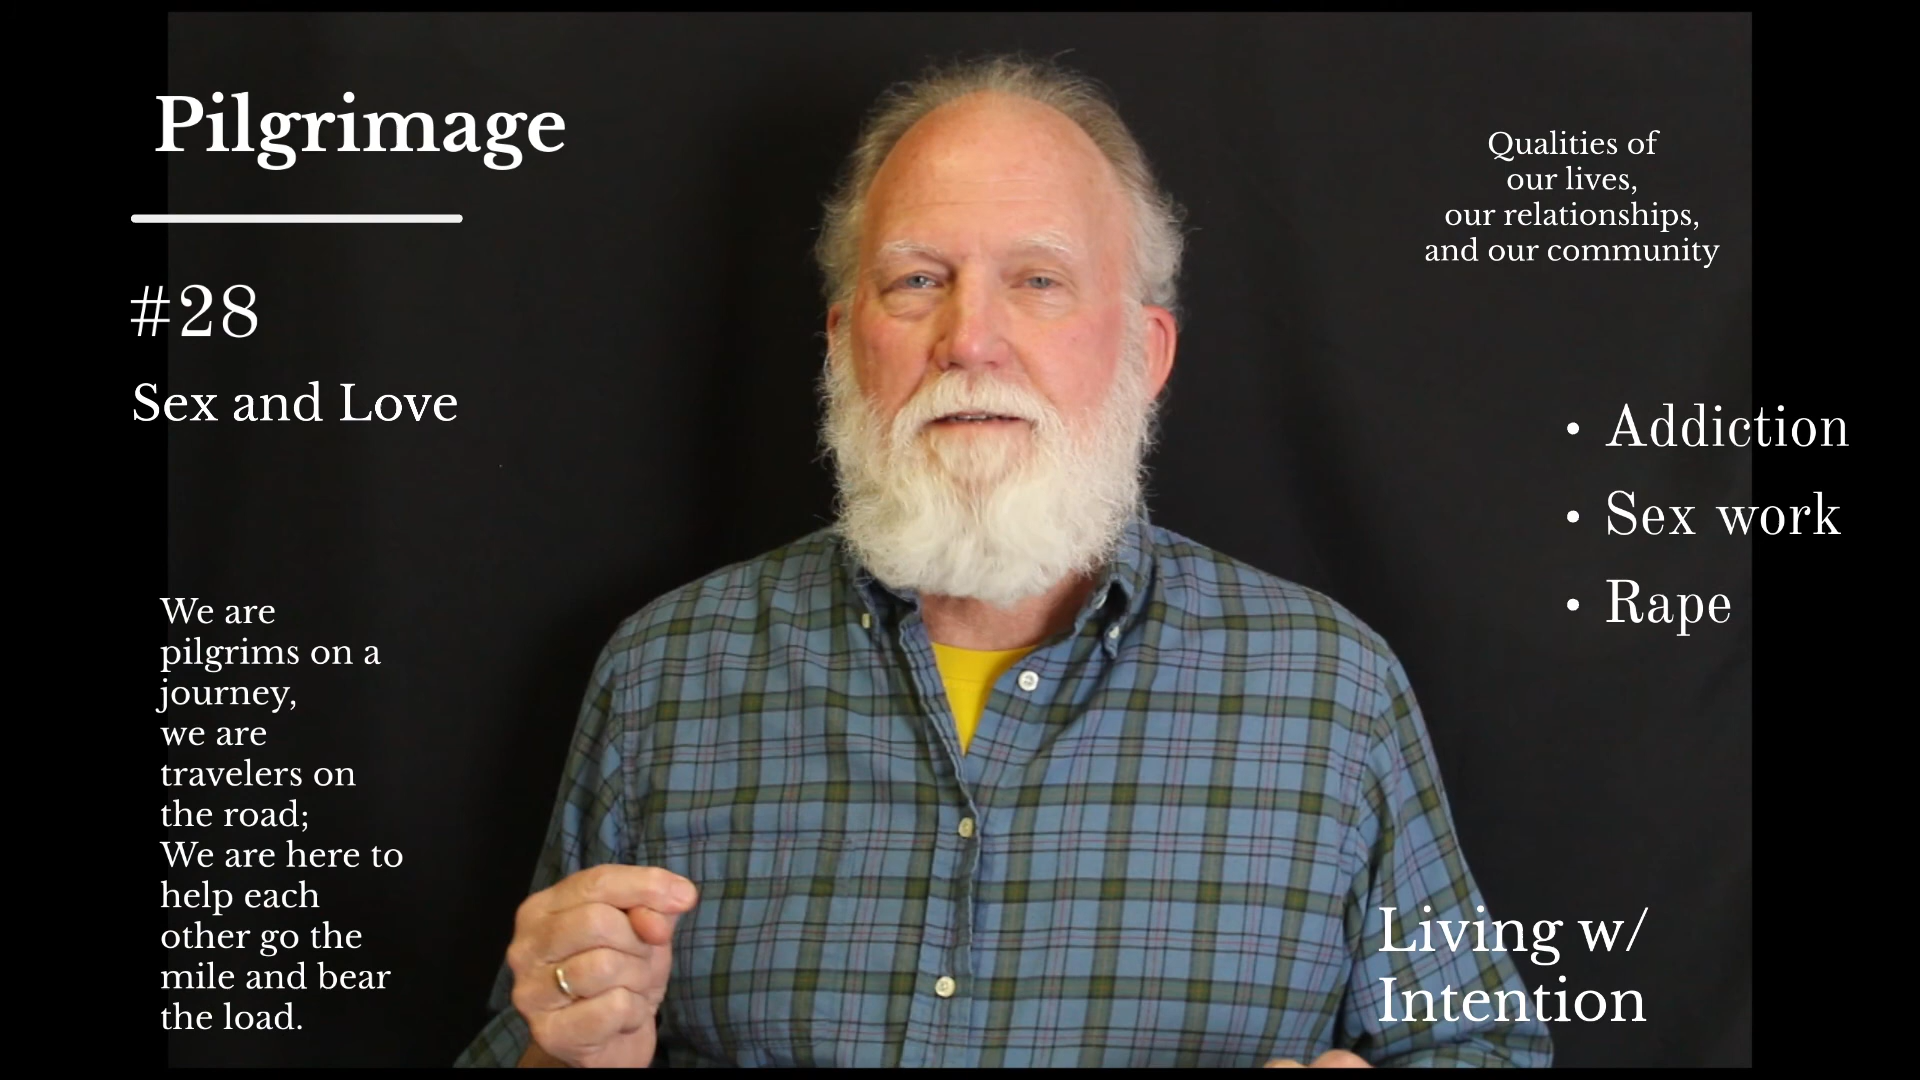 Pilgrimage
#28
Sex and Love
We are
pilgrims on a
journey,
we are
travelers on
the road;
We are here to
help each
other go the
mile and bear
the load.
Qualities of
our lives,
our relationships,
and our community
• Addiction
• Sex work
• Rape
Living w/
Intention